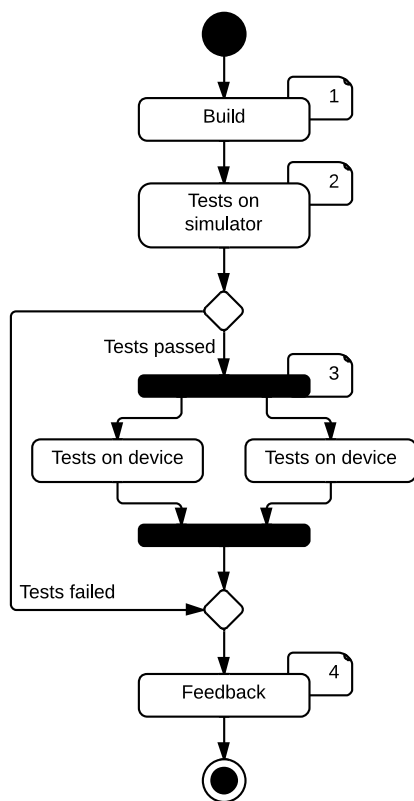 1
Build
2
Tests on
simulator
Tests passed
3
Tests on device
Tests on device
Tests failed
4
Feedback